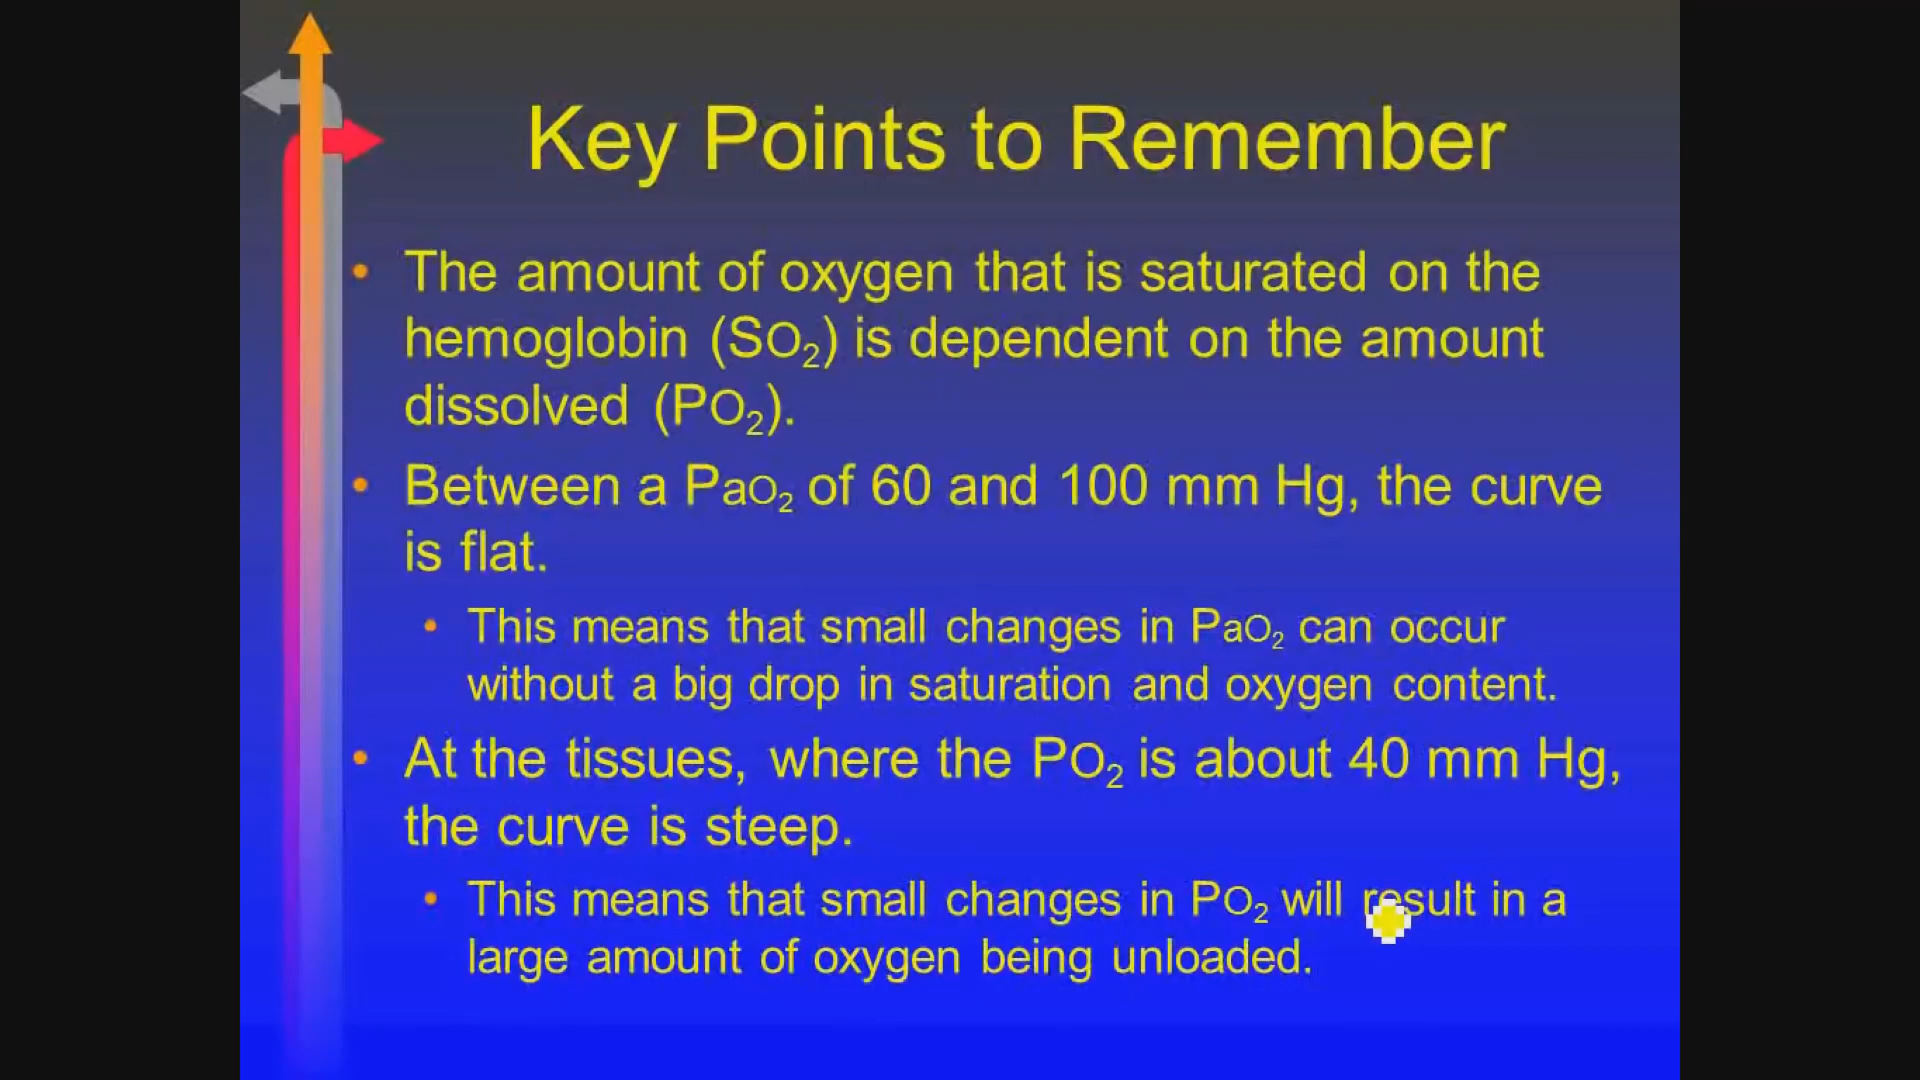 Key Points to Remember
• The amount of oxygen that is saturated on the
hemoglobin (SO₂) is dependent on the amount
dissolved (PO₂).
• Between a PaO₂ of 60 and 100 mm Hg, the curve
is flat.
• This means that small changes in PaO₂ can occur
without a big drop in saturation and oxygen content.
• At the tissues, where the PO₂ is about 40 mm Hg,
the curve is steep.
• This means that small changes in PO₂ will result in a
large amount of oxygen being unloaded.